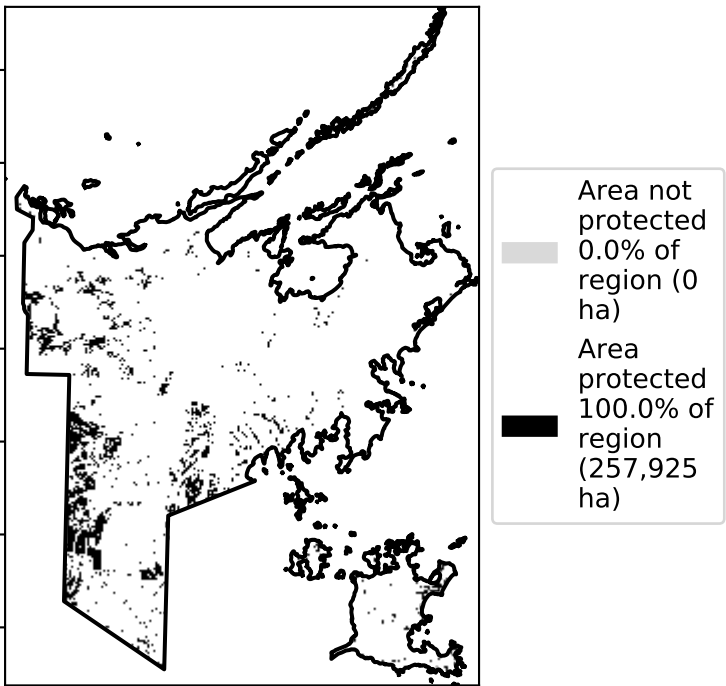 Area not
protected
0.0% of
region (0
ha)
Area
protected
100.0% of
region
(257,925
ha)